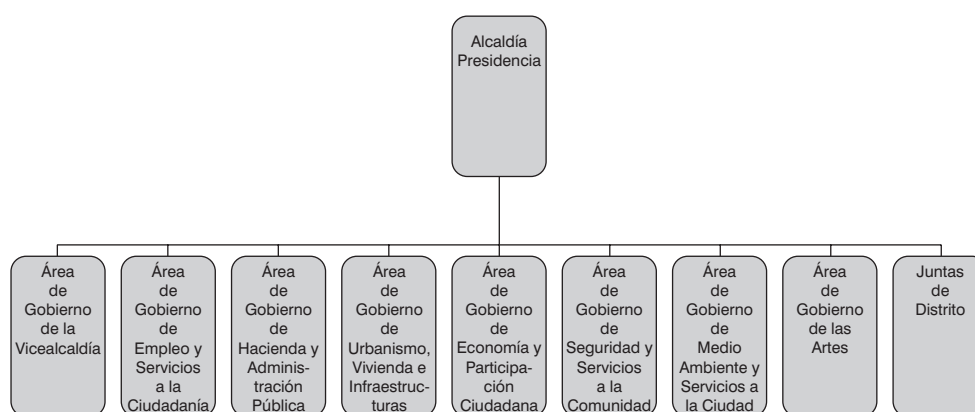 Alcaldía
Presidencia
Área
de
Gobierno
de la
Vicealcaldía
Área
de
Gobierno
de
Empleo y
Servicios
a la
Ciudadanía
Área
de
Gobierno
de
Hacienda y
Adminis-
tración
Pública
Área
de
Gobierno
de
Urbanismo,
Vivienda e
Infraestruc-
turas
Área
de
Gobierno
de
Economía y
Participa-
ción
Ciudadana
Área
de
Gobierno
de
Seguridad y
Servicios
a la
Comunidad
Área
de
Gobierno
de
Medio
Ambiente y
Servicios a
la Ciudad
Área
de
Gobierno
de las
Artes
Juntas
de
Distrito